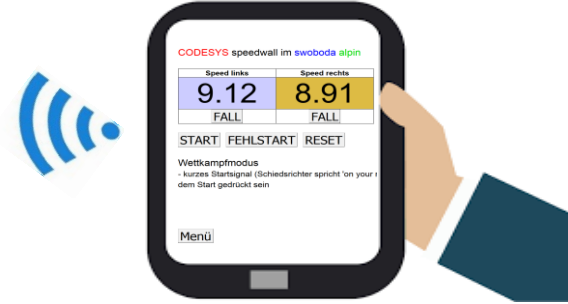 CODESYS speedwall im swoboda alpin
Speed links Speed rechts
9.12 8.91
FALL FALL
START FEHLSTART RESET
Wettkampfmodus
- kurzes Startsignal (Schiedsrichter spricht 'on your
dem Start gedrückt sein
Menü